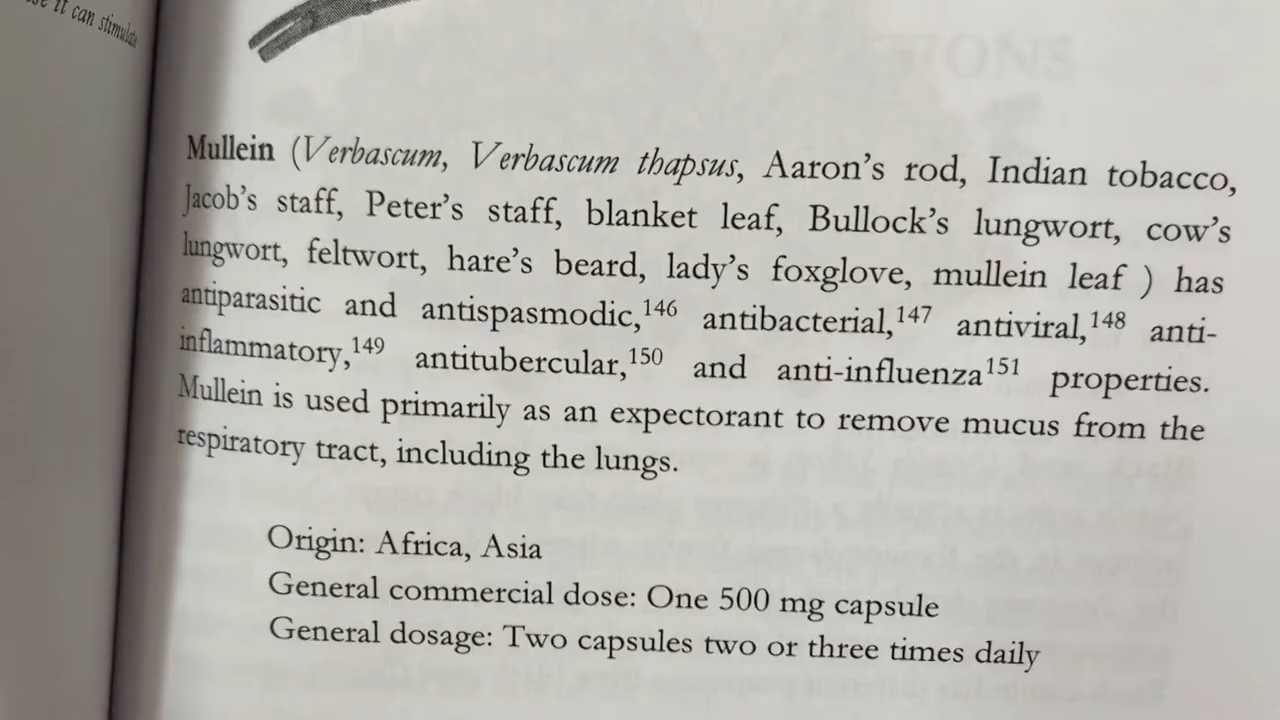 it can stimulate
Mullein (Verbascum, Verbascum thapsus, Aaron's rod, Indian tobacco,
Jacob's staff, Peter's staff, blanket leaf, Bullock's lungwort, cow's
lungwort, feltwort, hare's beard, lady's foxglove, mullein leaf ) has
antiparasitic and antispasmodic,146 antibacterial,147 antiviral,148 anti-
inflammatory,149 antitubercular,150 and anti-influenza151 properties.
Mullein is used primarily as an expectorant to remove mucus from the
respiratory tract, including the lungs.
Origin: Africa, Asia
General commercial dose: One 500 mg capsule
General dosage: Two capsules two or three times daily